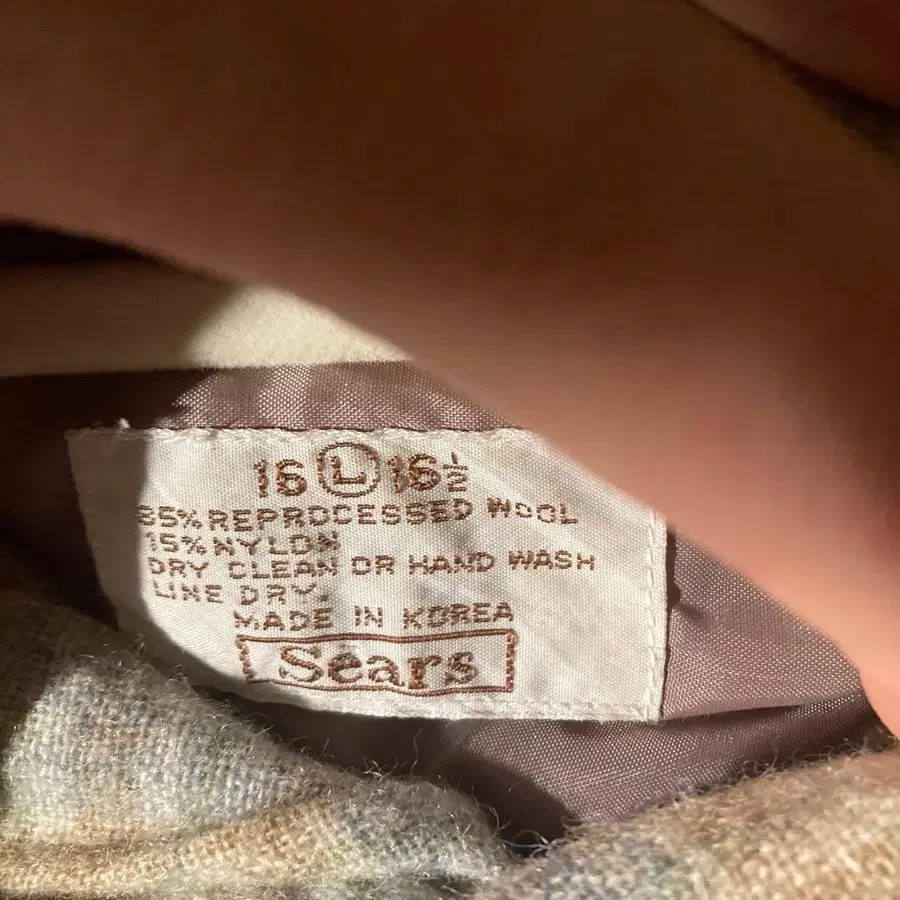 16 L 16½
85% REPROCESSED WOOL
15% NYLON
DRY CLEAN OR HAND WASH
LINE DRY.
MADE IN KOREA
Sears